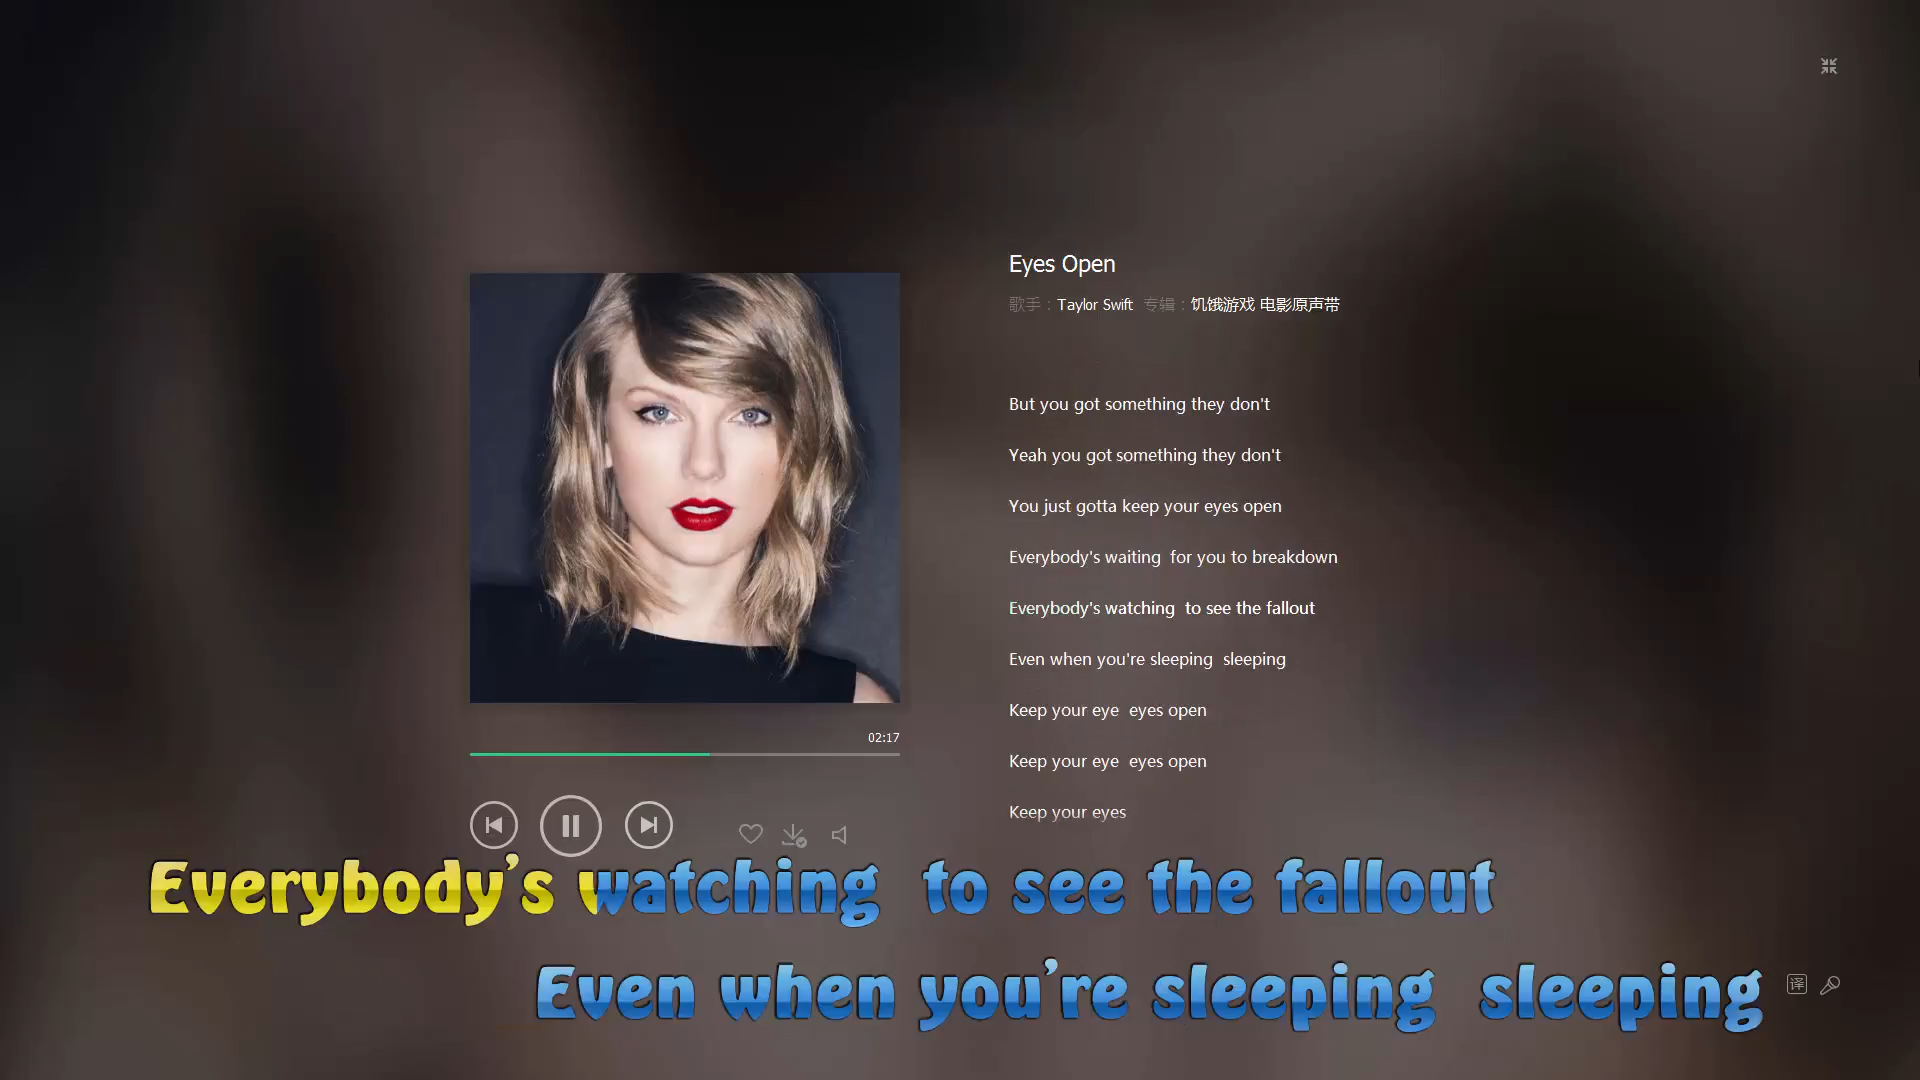 Eyes Open
歌手：Taylor Swift 专辑：饥饿游戏 电影原声带
But you got something they don't
Yeah you got something they don't
You just gotta keep your eyes open
Everybody's waiting  for you to breakdown
Everybody's watching  to see the fallout
Even when you're sleeping  sleeping
Keep your eye  eyes open
Keep your eye  eyes open
Keep your eyes
02:17
Everybody's watching  to see the fallout
Even when you're sleeping  sleeping
译